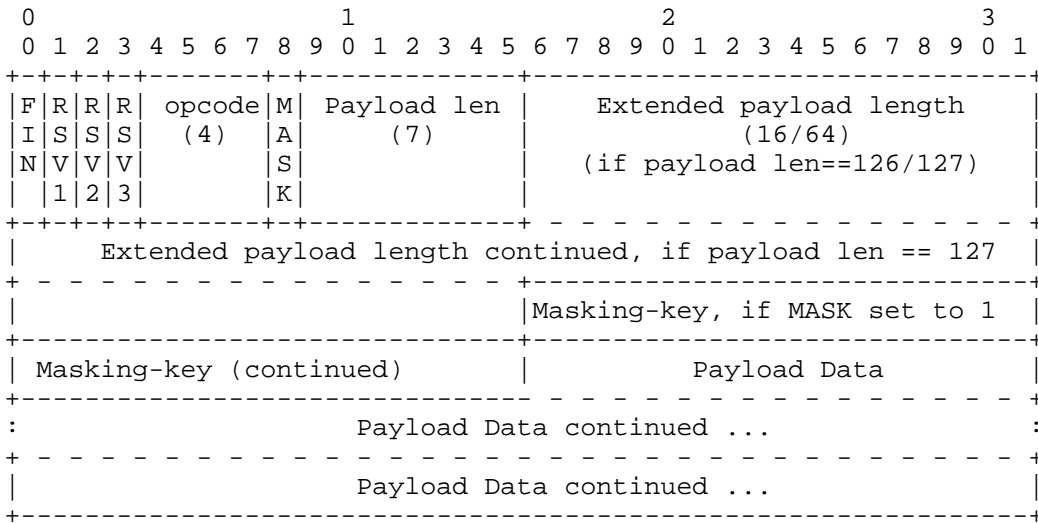 0                   1                   2                   3
 0 1 2 3 4 5 6 7 8 9 0 1 2 3 4 5 6 7 8 9 0 1 2 3 4 5 6 7 8 9 0 1
+-+-+-+-+-------+-+-------------+-------------------------------+
|F|R|R|R| opcode|M| Payload len |    Extended payload length    |
|I|S|S|S|  (4)  |A|     (7)     |             (16/64)           |
|N|V|V|V|       |S|             |   (if payload len==126/127)   |
| |1|2|3|       |K|             |                               |
+-+-+-+-+-------+-+-------------+ - - - - - - - - - - - - - - - +
|     Extended payload length continued, if payload len == 127  |
+ - - - - - - - - - - - - - - - +-------------------------------+
|                               |Masking-key, if MASK set to 1  |
+-------------------------------+-------------------------------+
| Masking-key (continued)       |          Payload Data         |
+-------------------------------- - - - - - - - - - - - - - - - +
:                     Payload Data continued ...                :
+ - - - - - - - - - - - - - - - - - - - - - - - - - - - - - - - +
|                     Payload Data continued ...                |
+---------------------------------------------------------------+